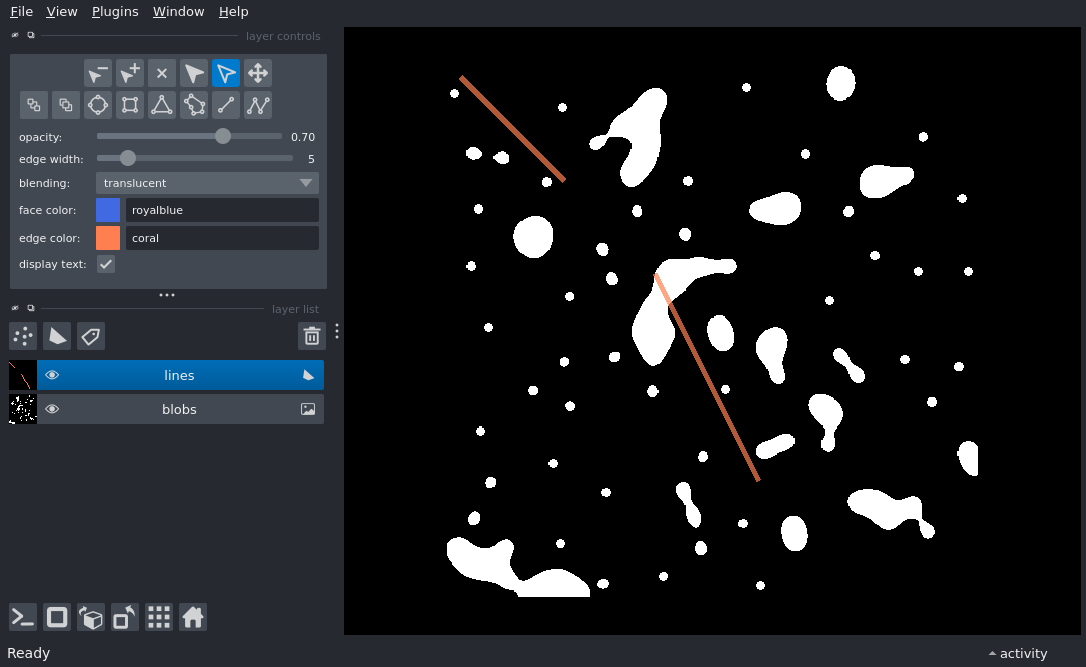 File View Plugins Window Help
layer controls
opacity: 0.70
edge width: 5
blending: translucent
face color: royalblue
edge color: coral
display text:
layer list
lines
blobs
Ready
activity